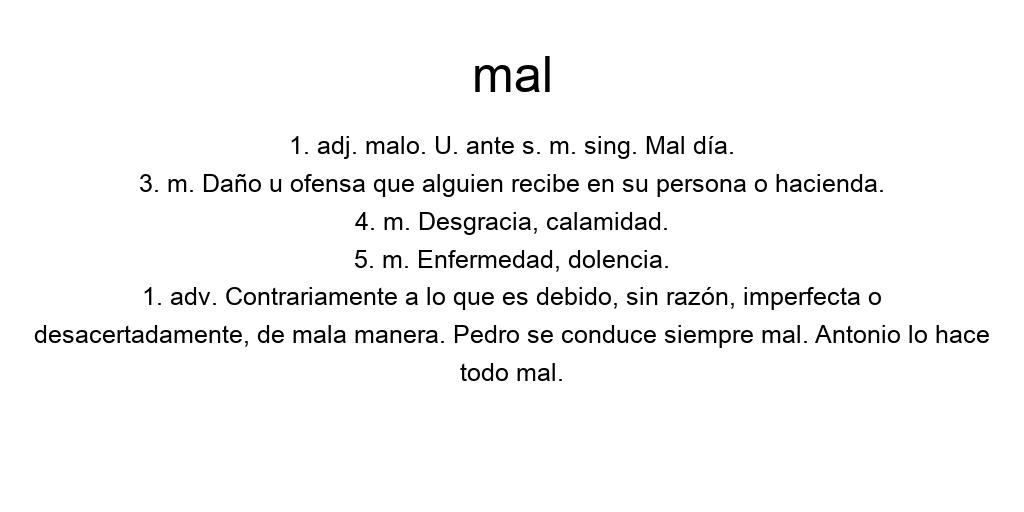 mal
1. adj. malo. U. ante s. m. sing. Mal día.
3. m. Daño u ofensa que alguien recibe en su persona o hacienda.
4. m. Desgracia, calamidad.
5. m. Enfermedad, dolencia.
1. adv. Contrariamente a lo que es debido, sin razón, imperfecta o
desacertadamente, de mala manera. Pedro se conduce siempre mal. Antonio lo hace
todo mal.